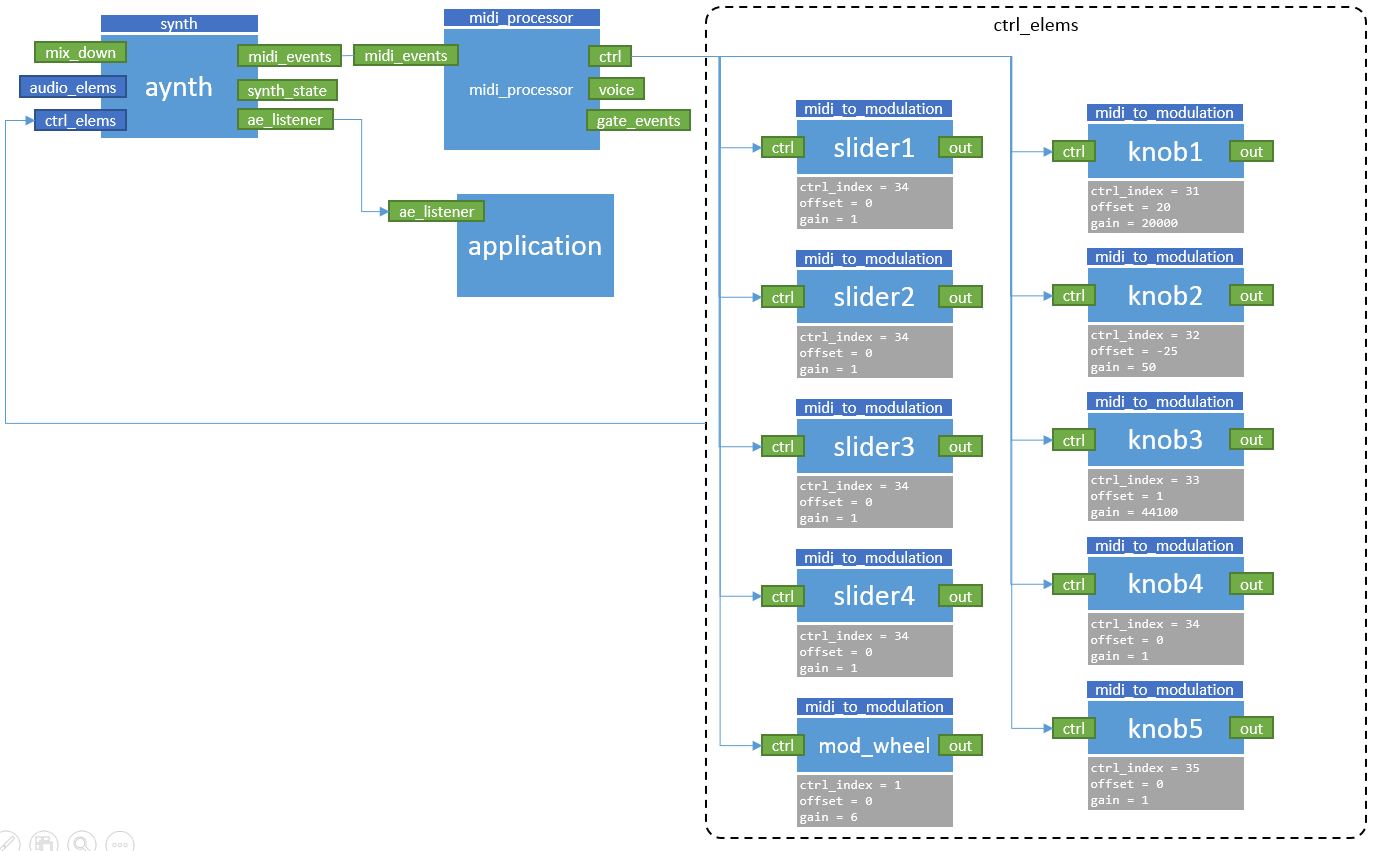 synth
mix_down
audio_elems
ctrl_elems
aynth
midi_events
synth_state
ae_listener
midi_processor
midi_events
midi_processor
ctrl
voice
gate_events
ae_listener
application
ctrl_elems
midi_to_modulation
ctrl
slider1
out
ctrl_index = 34
offset = 0
gain = 1
midi_to_modulation
ctrl
slider2
out
ctrl_index = 34
offset = 0
gain = 1
midi_to_modulation
ctrl
slider3
out
ctrl_index = 34
offset = 0
gain = 1
midi_to_modulation
ctrl
slider4
out
ctrl_index = 34
offset = 0
gain = 1
midi_to_modulation
ctrl
mod_wheel
out
ctrl_index = 1
offset = 0
gain = 6
midi_to_modulation
ctrl
knob1
out
ctrl_index = 31
offset = 20
gain = 20000
midi_to_modulation
ctrl
knob2
out
ctrl_index = 32
offset = -25
gain = 50
midi_to_modulation
ctrl
knob3
out
ctrl_index = 33
offset = 1
gain = 44100
midi_to_modulation
ctrl
knob4
out
ctrl_index = 34
offset = 0
gain = 1
midi_to_modulation
ctrl
knob5
out
ctrl_index = 35
offset = 0
gain = 1